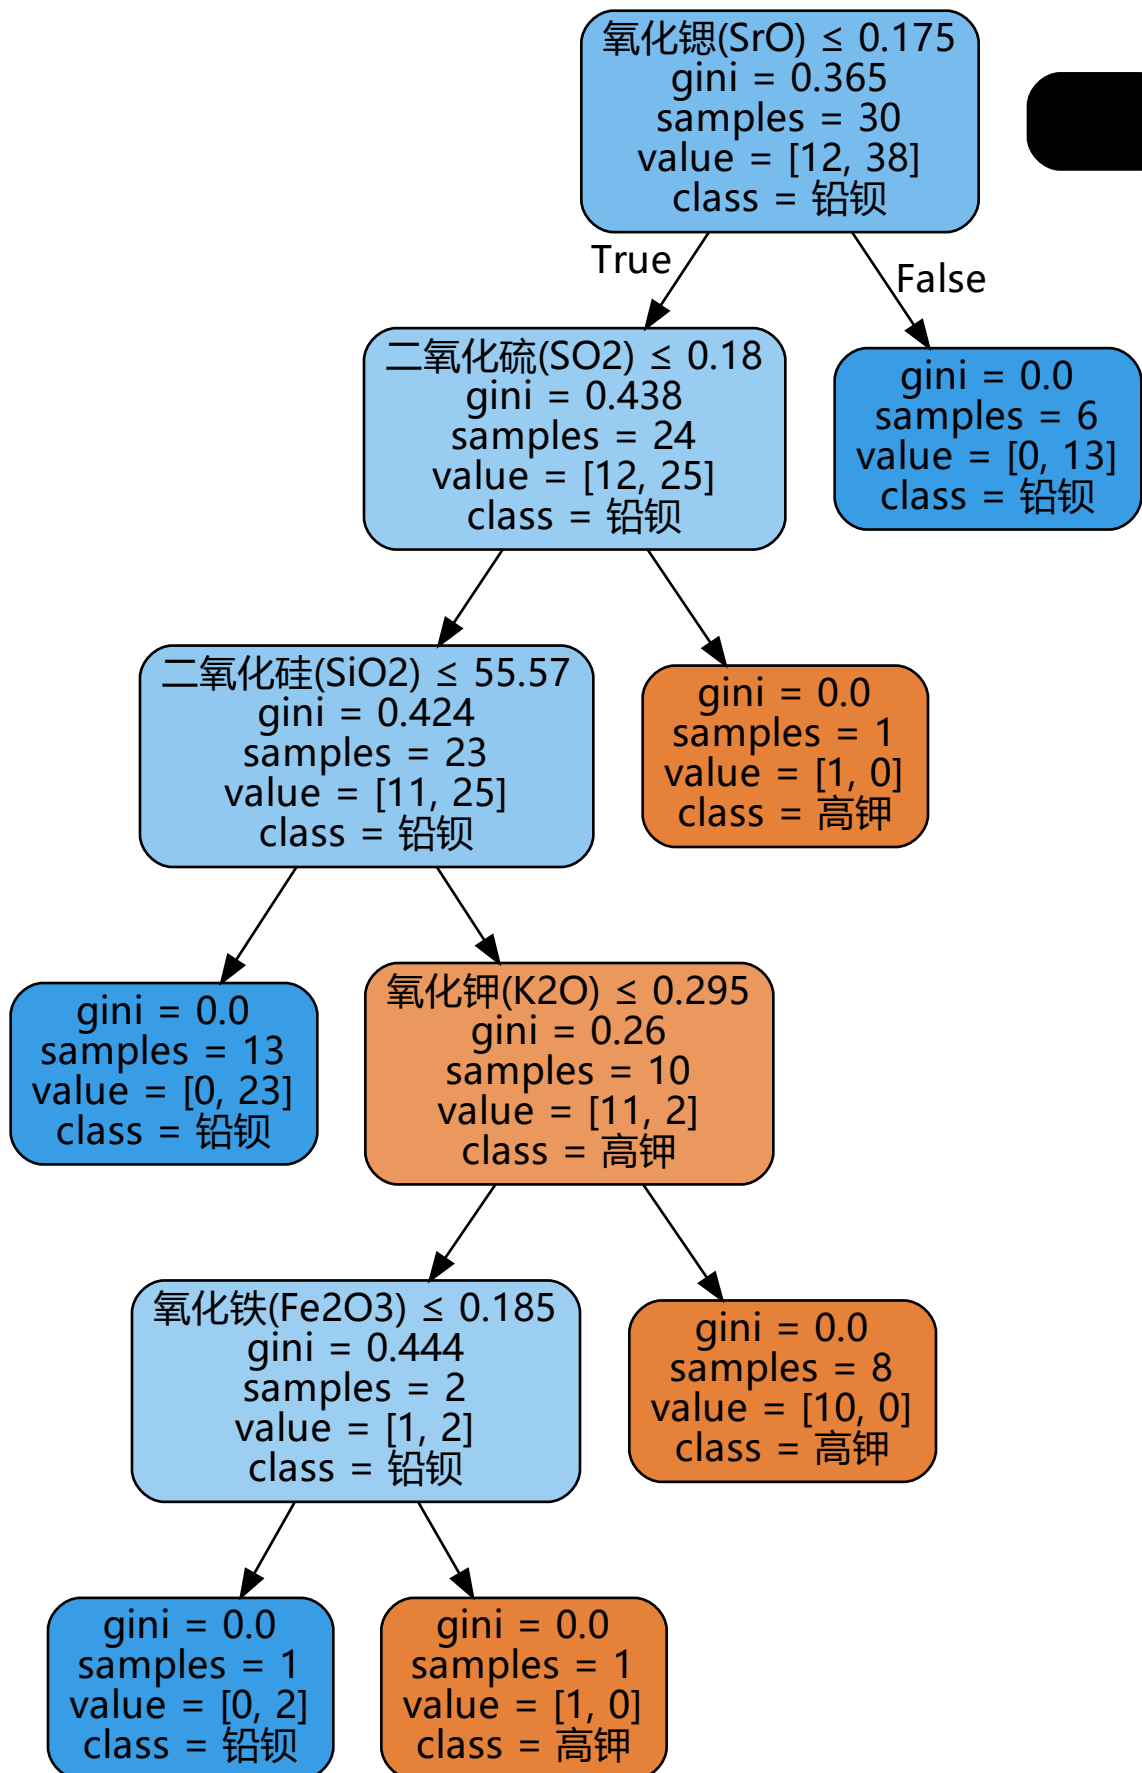 氧化锶(SrO) ≤ 0.175
gini = 0.365
samples = 30
value = [12, 38]
class = 铅钡
True
False
二氧化硫(SO2) ≤ 0.18
gini = 0.438
samples = 24
value = [12, 25]
class = 铅钡
gini = 0.0
samples = 6
value = [0, 13]
class = 铅钡
二氧化硅(SiO2) ≤ 55.57
gini = 0.424
samples = 23
value = [11, 25]
class = 铅钡
gini = 0.0
samples = 1
value = [1, 0]
class = 高钾
gini = 0.0
samples = 13
value = [0, 23]
class = 铅钡
氧化钾(K2O) ≤ 0.295
gini = 0.26
samples = 10
value = [11, 2]
class = 高钾
氧化铁(Fe2O3) ≤ 0.185
gini = 0.444
samples = 2
value = [1, 2]
class = 铅钡
gini = 0.0
samples = 8
value = [10, 0]
class = 高钾
gini = 0.0
samples = 1
value = [0, 2]
class = 铅钡
gini = 0.0
samples = 1
value = [1, 0]
class = 高钾